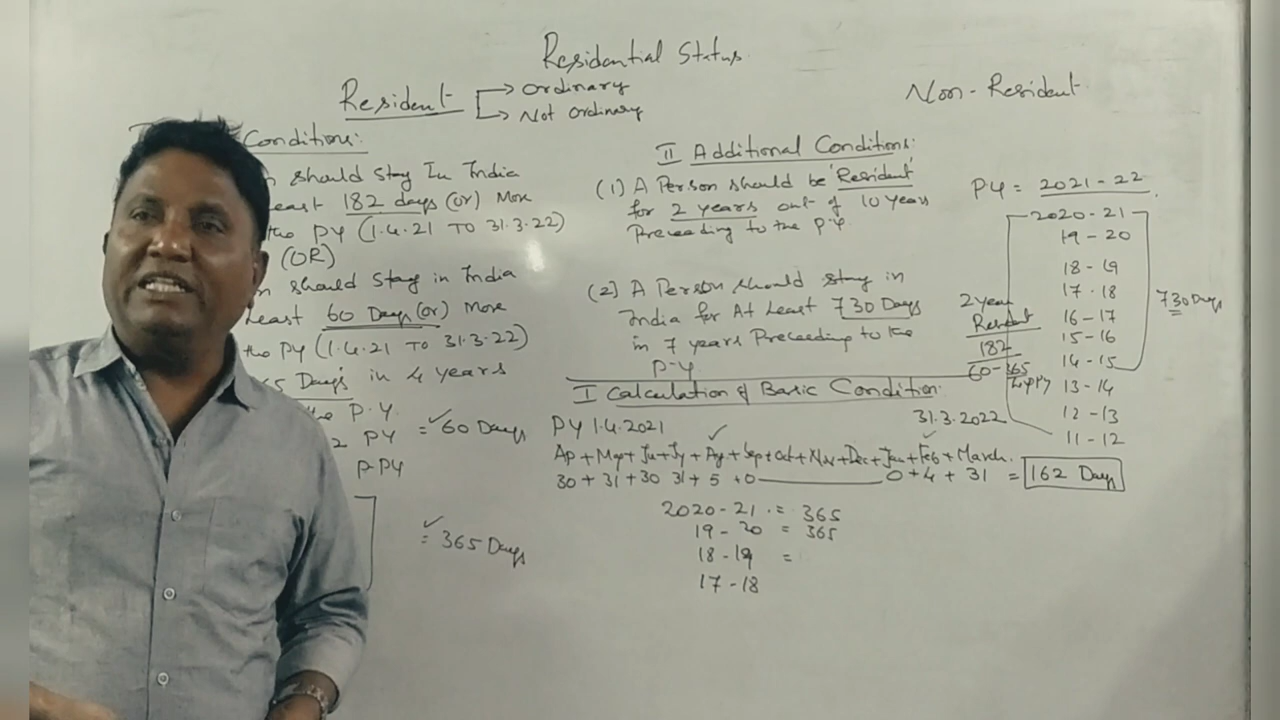 Residential Status
Resident → Ordinary
→ Not Ordinary
Non-Resident
Conditions:
should Stay In India
182 days (or) More
the PY (1.4.21 TO 31.3.22)
(OR)
should Stay in India
Least 60 Days (or) More
the PY (1.4.21 TO 31.3.22)
Days in 4 years
the P.Y.
PY = 60 Days
P.PY
= 365 Days
II Additional Conditions:
(1) A Person should be 'Resident'
for 2 years out of 10 years
Preceeding to the P.Y.
(2) A Person should stay in
India for At Least 730 Days
in 7 years Preceeding to the
P.Y
PY = 2021-22
2020-21
19-20
18-19
17-18
16-17
15-16
14-15
13-14
12-13
11-12
730 Days
2 year
Resident
182
60-365
I Calculation of Basic Condition:
PY 1.4.2021 31.3.2022
Ap + May + Ju + Jy + Ag + Sep + Oct + Nov + Dec + Jan + Feb + March.
30 + 31 + 30 31 + 5 + 0 0 + 4 + 31 = 162 Days
2020-21 = 365
19-20 = 365
18-19 =
17-18